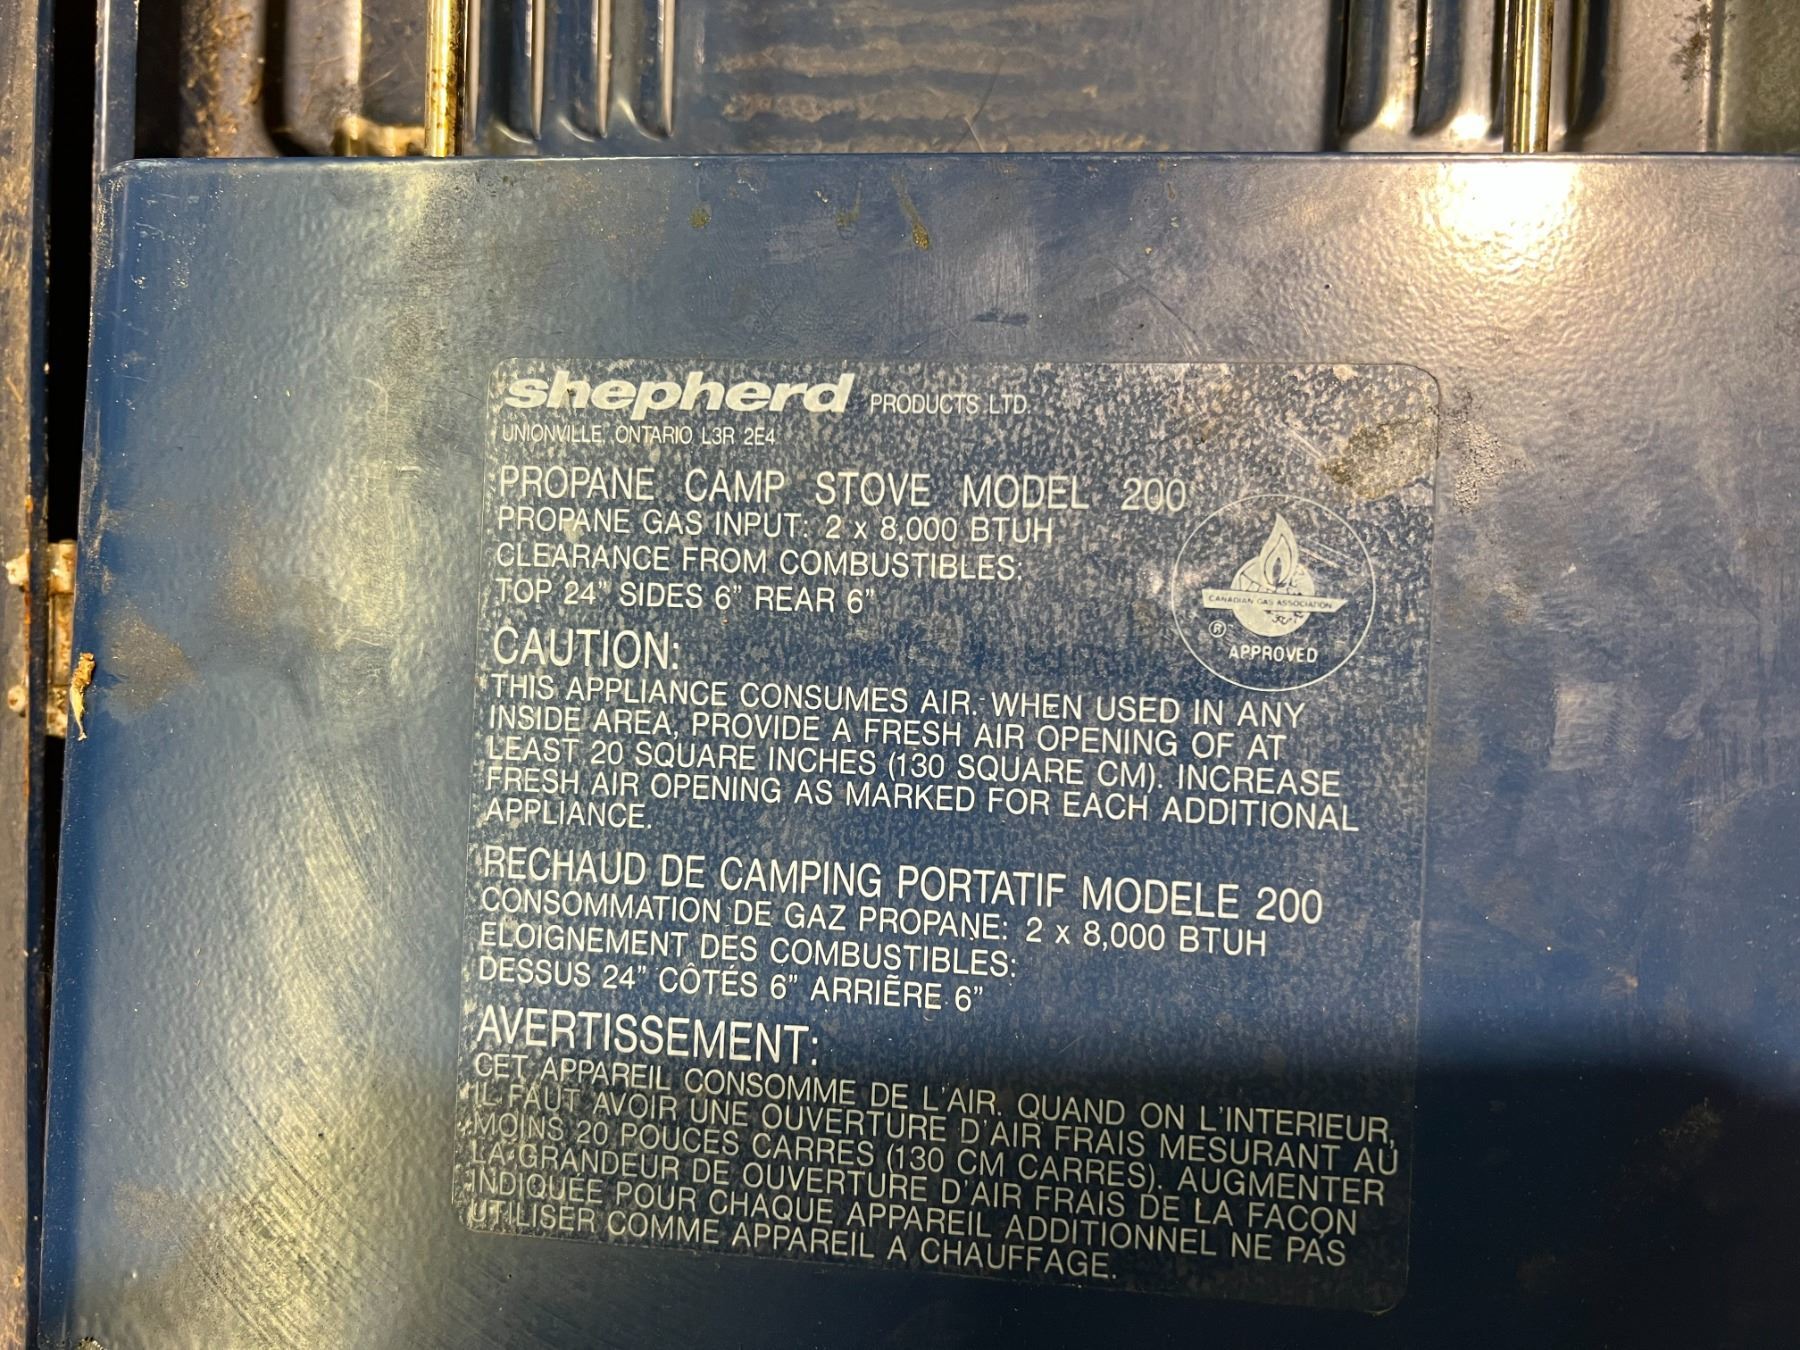 shepherd PRODUCTS LTD.
UNIONVILLE, ONTARIO L3R 2E4
PROPANE CAMP STOVE MODEL 200
PROPANE GAS INPUT: 2 x 8,000 BTUH
CLEARANCE FROM COMBUSTIBLES:
TOP 24" SIDES 6" REAR 6"
CANADIAN GAS ASSOCIATION
®
APPROVED
CAUTION:
THIS APPLIANCE CONSUMES AIR. WHEN USED IN ANY
INSIDE AREA, PROVIDE A FRESH AIR OPENING OF AT
LEAST 20 SQUARE INCHES (130 SQUARE CM). INCREASE
FRESH AIR OPENING AS MARKED FOR EACH ADDITIONAL
APPLIANCE.
RECHAUD DE CAMPING PORTATIF MODELE 200
CONSOMMATION DE GAZ PROPANE: 2 x 8,000 BTUH
ELOIGNEMENT DES COMBUSTIBLES:
DESSUS 24" CÔTÉS 6" ARRIĒRE 6"
AVERTISSEMENT:
CET APPAREIL CONSOMME DE L'AIR. QUAND ON L'INTERIEUR,
IL FAUT AVOIR UNE OUVERTURE D'AIR FRAIS MESURANT AU
MOINS 20 POUCES CARRES (130 CM CARRES). AUGMENTER
LA GRANDEUR DE OUVERTURE D'AIR FRAIS DE LA FAÇON
INDIQUÉE POUR CHAQUE APPAREIL ADDITIONNEL NE PAS
UTILISER COMME APPAREIL A CHAUFFAGE.